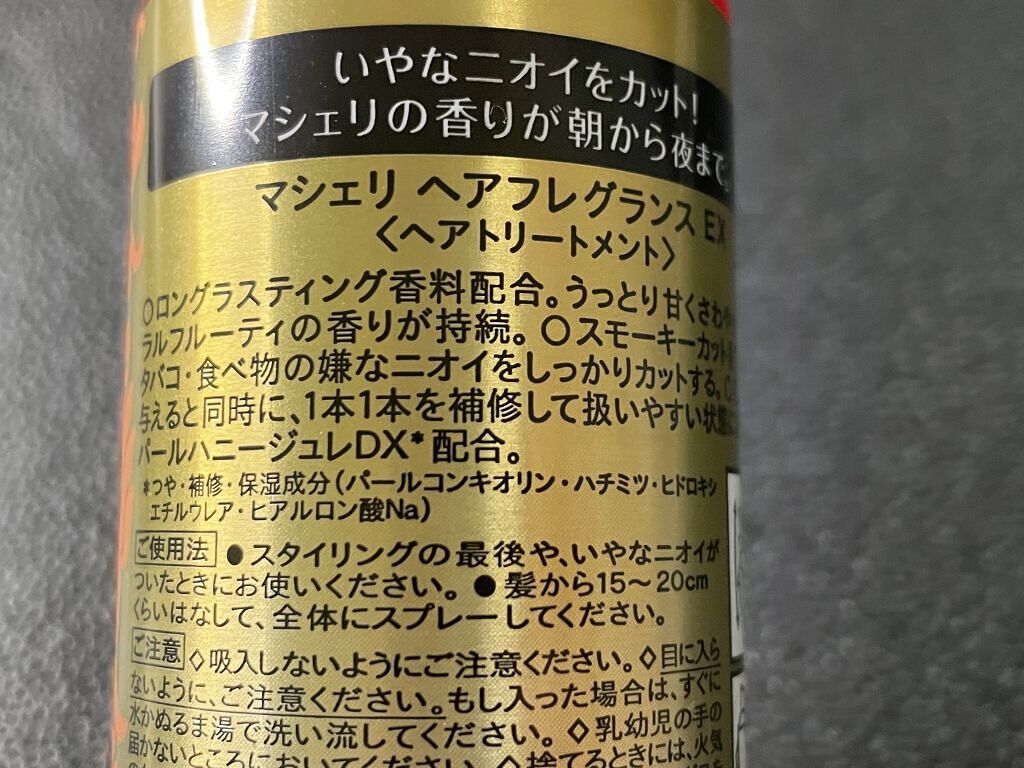 いやなニオイをカット!
マシェリの香りが朝から夜まで。
マシェリ ヘアフレグランス EX
〈ヘアトリートメント〉
○ロングラスティング香料配合。うっとり甘くさわ
ラルフルーティの香りが持続。○スモーキーカット
タバコ・食べ物の嫌なニオイをしっかりカットする。
与えると同時に、1本1本を補修して扱いやすい状態
パールハニージュレDX*配合。
*つや・補修・保湿成分(パールコンキオリン・ハチミツ・ヒドロキシ
エチルウレア・ヒアルロン酸Na)
ご使用法 ●スタイリングの最後や、いやなニオイが
ついたときにお使いください。●髪から15〜20cm
くらいはなして、全体にスプレーしてください。
ご注意 ◇吸入しないようにご注意ください。◇目に入ら
ないように、ご注意ください。もし入った場合は、すぐに
水かぬるま湯で洗い流してください。◇乳幼児の手の
届かないところにおいてください。◇捨てるときは、火気